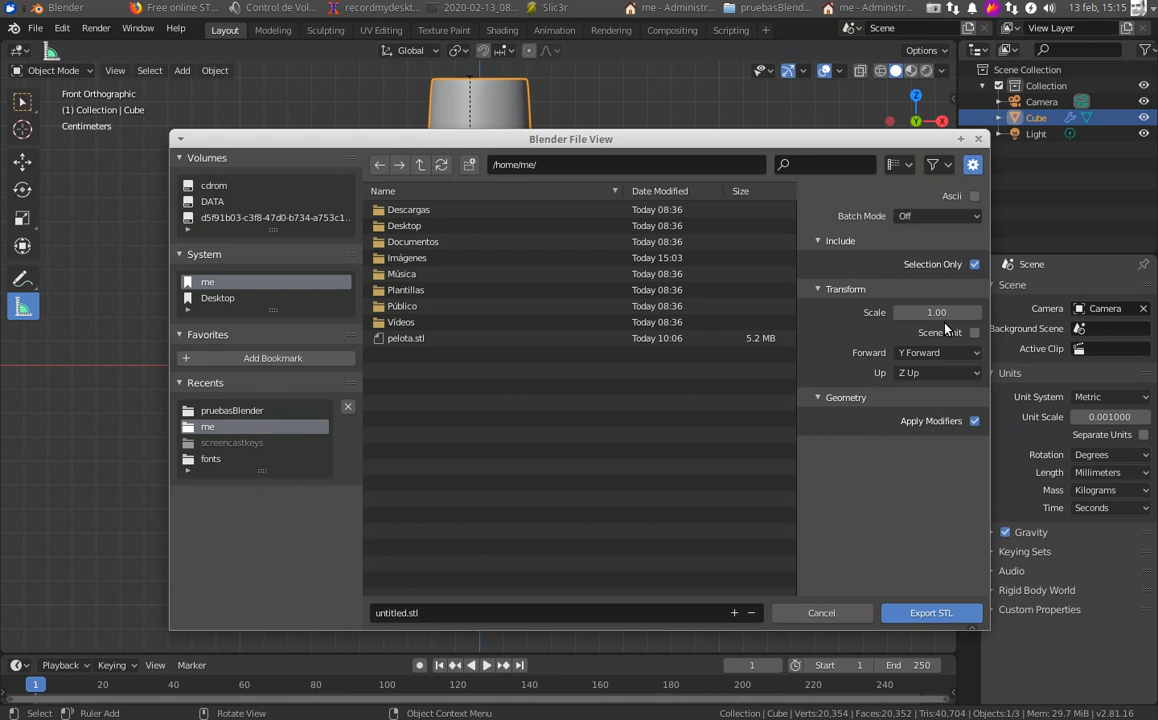 Blender
Free online ST...
Control de Vol...
recordmydeskt...
2020-02-13_08...
Slic3r
me - Administr...
pruebasBlend...
me - Administr...
13 feb, 15:15
File Edit Render Window Help
Layout Modeling Sculpting UV Editing Texture Paint Shading Animation Rendering Compositing Scripting +
Scene
View Layer
Global
Options
Object Mode View Select Add Object
Front Orthographic
(1) Collection | Cube
Centimeters
Scene Collection
Collection
Camera
Cube
Light
Blender File View
Volumes
cdrom
DATA
d5f91b03-c3f8-47d0-b734-a753c1..
System
me
Desktop
Favorites
+ Add Bookmark
Recents
pruebasBlender
me
screencastkeys
fonts
/home/me/
Name Date Modified Size
Descargas Today 08:36
Desktop Today 08:36
Documentos Today 08:36
Imágenes Today 15:03
Música Today 08:36
Plantillas Today 08:36
Público Today 08:36
Vídeos Today 08:36
pelota.stl Today 10:06 5.2 MB
untitled.stl
Cancel
Export STL
Ascii
Batch Mode Off
Include
Selection Only
Transform
Scale 1.00
Scene Unit
Forward Y Forward
Up Z Up
Geometry
Apply Modifiers
Scene
Scene
Camera Camera
Background Scene
Active Clip
Units
Unit System Metric
Unit Scale 0.001000
Separate Units
Rotation Degrees
Length Millimeters
Mass Kilograms
Time Seconds
Gravity
Keying Sets
Audio
Rigid Body World
Custom Properties
Playback Keying View Marker
1
Start 1
End 250
1 20 40 60 80 100 120 140 160 180 200 220 240
Select Ruler Add Rotate View Object Context Menu
Collection | Cube | Verts:20,354 | Faces:20,352 | Tris:40,704 | Objects:1/3 | Mem: 29.7 MiB | v2.81.16